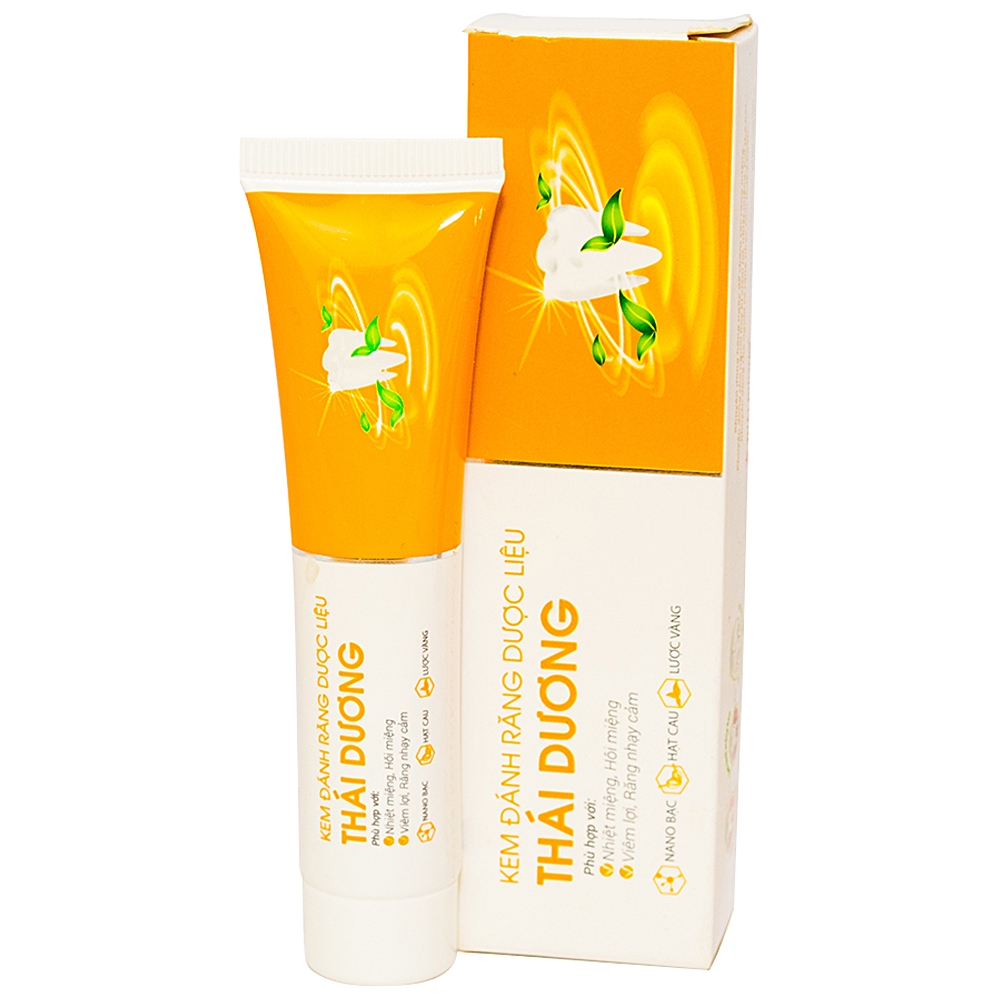 KEM ĐÁNH RĂNG DƯỢC LIỆU
THÁI DƯƠNG
Phù hợp với:
Nhiệt miệng, Hôi miệng
Viêm lợi, Răng nhạy cảm
NANO BẠC
HẠT CAU
LƯỢC VÀNG
KEM ĐÁNH RĂNG DƯỢC LIỆU
THÁI DƯƠNG
Phù hợp với:
Nhiệt miệng, Hôi miệng
Viêm lợi, Răng nhạy cảm
NANO BẠC
HẠT CAU
LƯỢC VÀNG